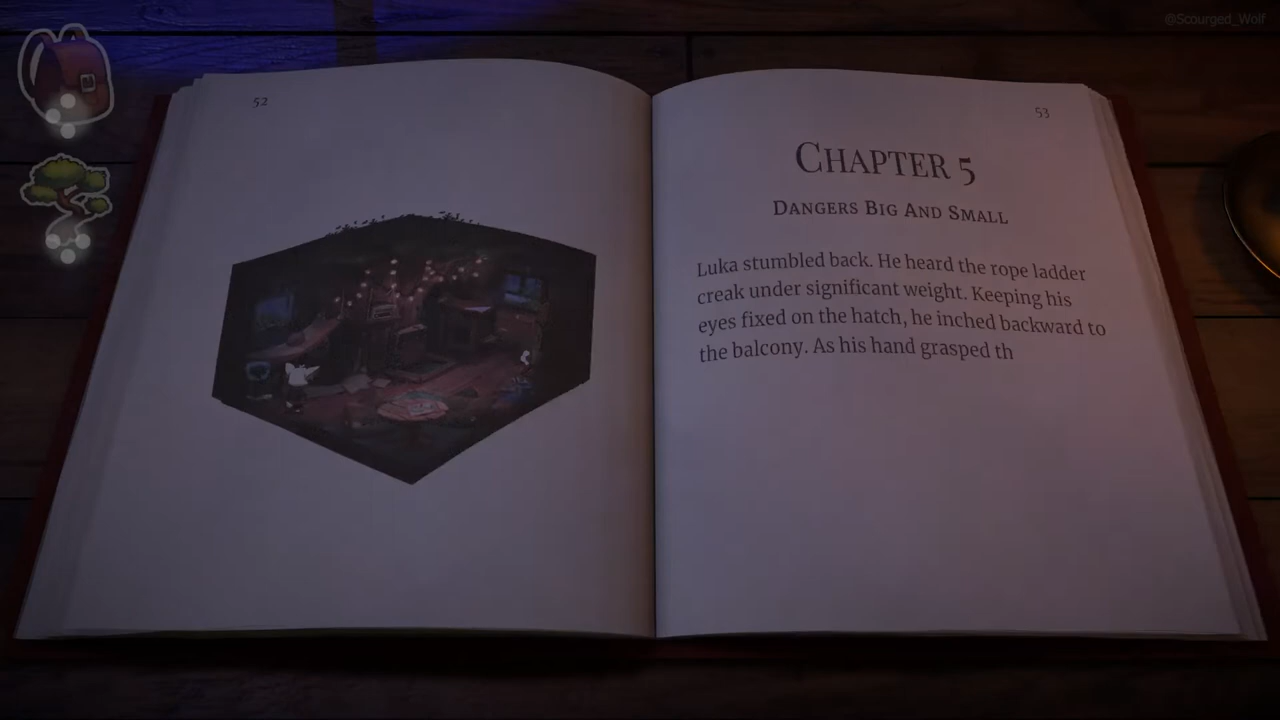 @Scourged_Wolf
52
53
Chapter 5
Dangers Big And Small
Luka stumbled back. He heard the rope ladder
creak under significant weight. Keeping his
eyes fixed on the hatch, he inched backward to
the balcony. As his hand grasped th